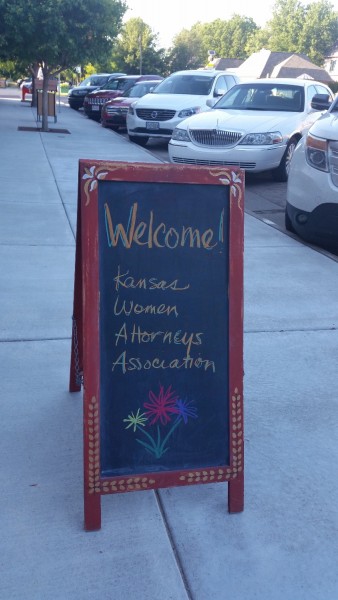 Welcome!
Kansas
Women
Attorneys
Association